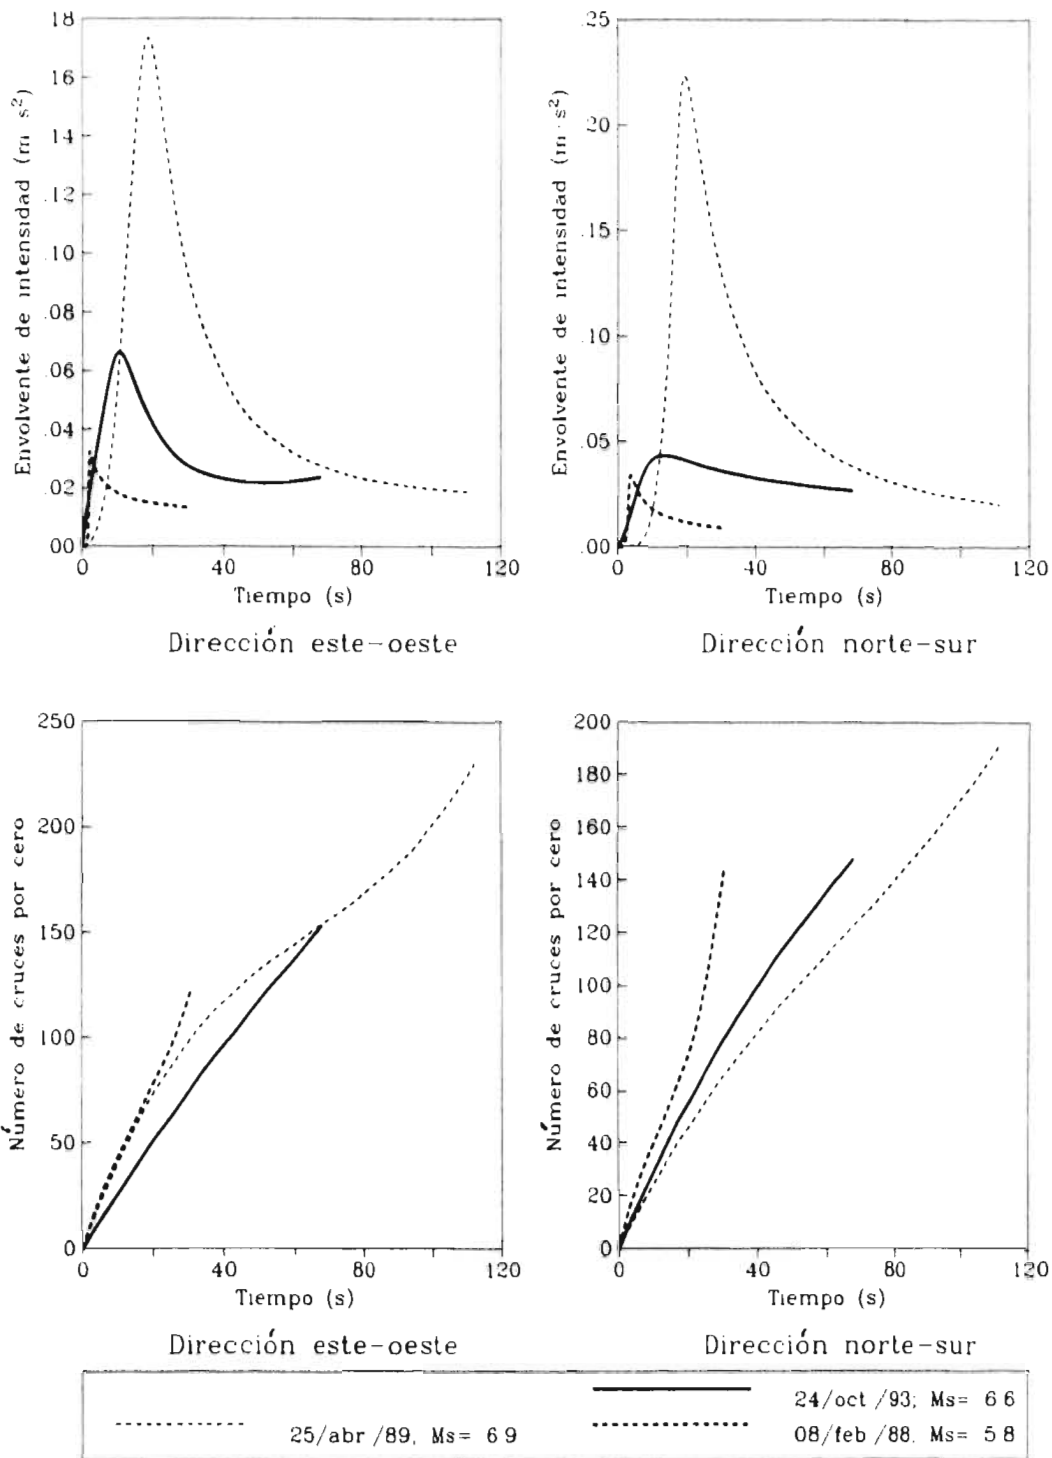 18
16
14
.12
.10
.08
.06
.04
.02
.00
Envolvente de intensidad (m s²)
0 40 80 120
Tiempo (s)
Dirección este-oeste
.25
.20
.15
.10
.05
.00
Envolvente de intensidad (m s²)
0 40 80 120
Tiempo (s)
Dirección norte-sur
250
200
150
100
50
0
Número de cruces por cero
0 40 80 120
Tiempo (s)
Dirección este-oeste
200
180
160
140
120
100
80
60
40
20
0
Número de cruces por cero
0 40 80 120
Tiempo (s)
Dirección norte-sur
24/oct /93; Ms= 6 6
25/abr /89, Ms= 6 9
08/feb /88. Ms= 5 8